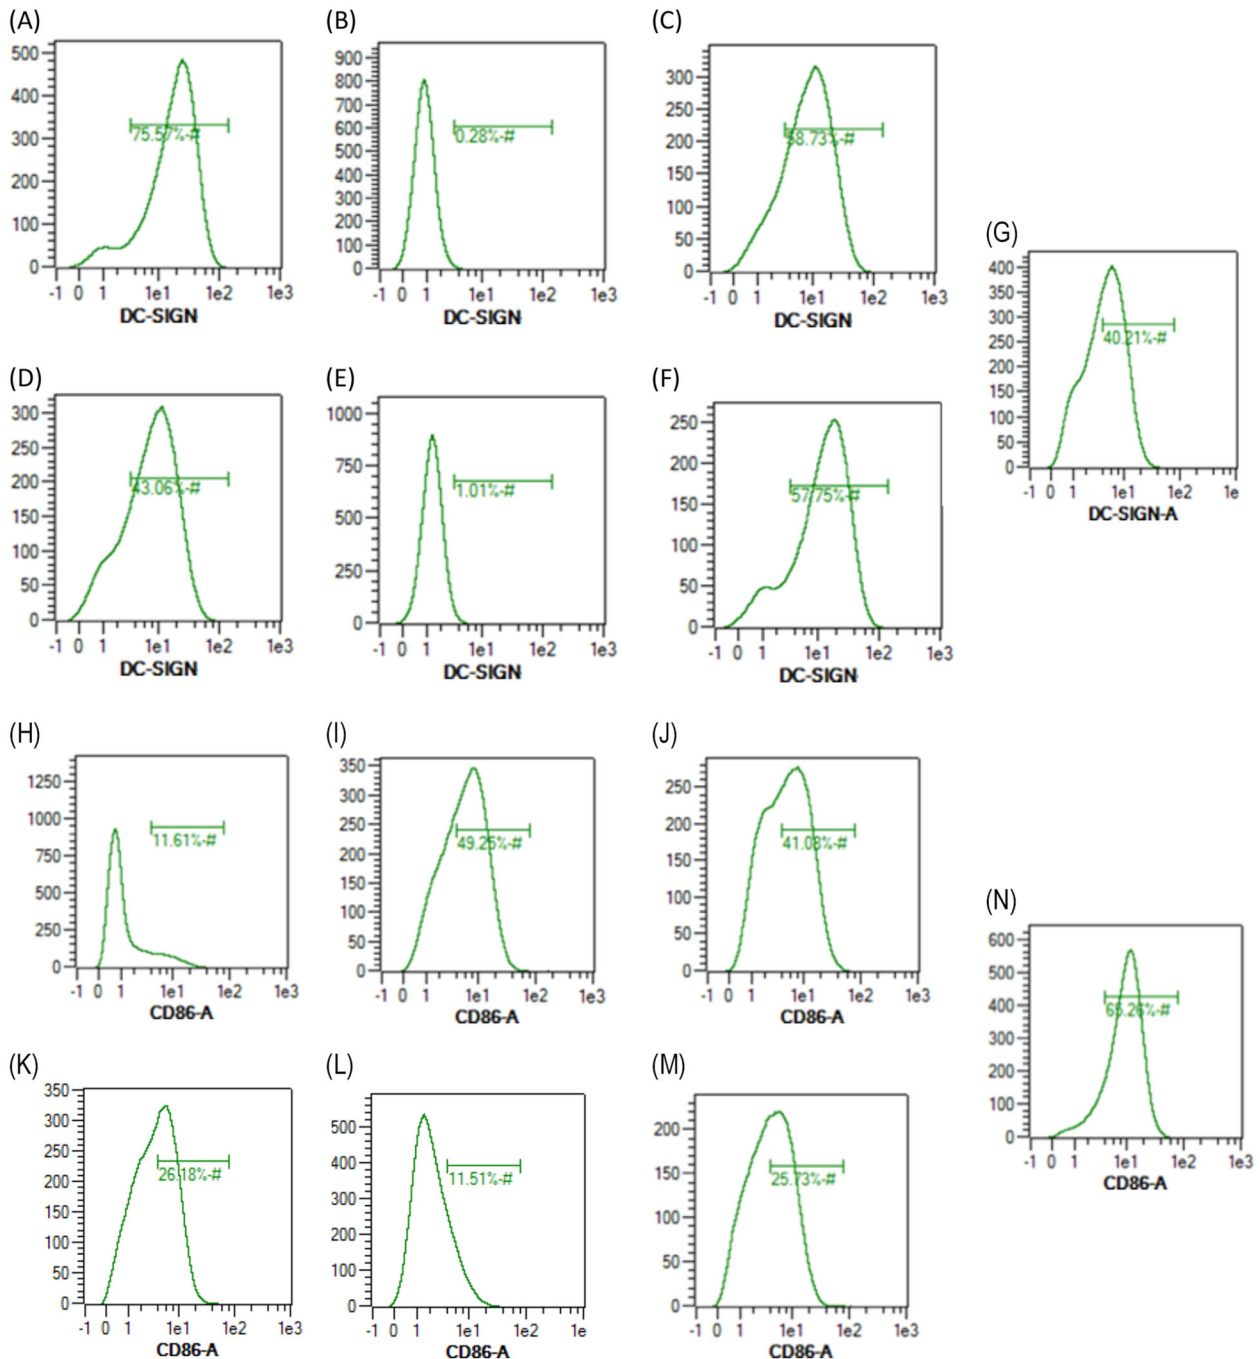 (A)
500
400
300
200
100
0
75.57%-#
-1 0 1 1e1 1e2 1e3
DC-SIGN
(B)
900
800
700
600
500
400
300
200
100
0
0.28%-#
-1 0 1 1e1 1e2 1e3
DC-SIGN
(C)
300
250
200
150
100
50
0
58.73%-#
-1 0 1 1e1 1e2 1e3
DC-SIGN
(D)
300
250
200
150
100
50
0
43.06%-#
-1 0 1 1e1 1e2 1e3
DC-SIGN
(E)
1000
750
500
250
0
1.01%-#
-1 0 1 1e1 1e2 1e3
DC-SIGN
(F)
250
200
150
100
50
0
57.75%-#
-1 0 1 1e1 1e2 1e3
DC-SIGN
(G)
400
350
300
250
200
150
100
50
0
40.21%-#
-1 0 1 1e1 1e2 1e
DC-SIGN-A
(H)
1250
1000
750
500
250
0
11.61%-#
-1 0 1 1e1 1e2 1e3
CD86-A
(I)
350
300
250
200
150
100
50
0
49.25%-#
-1 0 1 1e1 1e2 1e3
CD86-A
(J)
250
200
150
100
50
0
41.03%-#
-1 0 1 1e1 1e2 1e3
CD86-A
(K)
350
300
250
200
150
100
50
0
26.18%-#
-1 0 1 1e1 1e2 1e3
CD86-A
(L)
500
400
300
200
100
0
11.51%-#
-1 0 1 1e1 1e2 1e
CD86-A
(M)
200
150
100
50
0
25.73%-#
-1 0 1 1e1 1e2 1e3
CD86-A
(N)
600
500
400
300
200
100
0
65.26%-#
-1 0 1 1e1 1e2 1e3
CD86-A